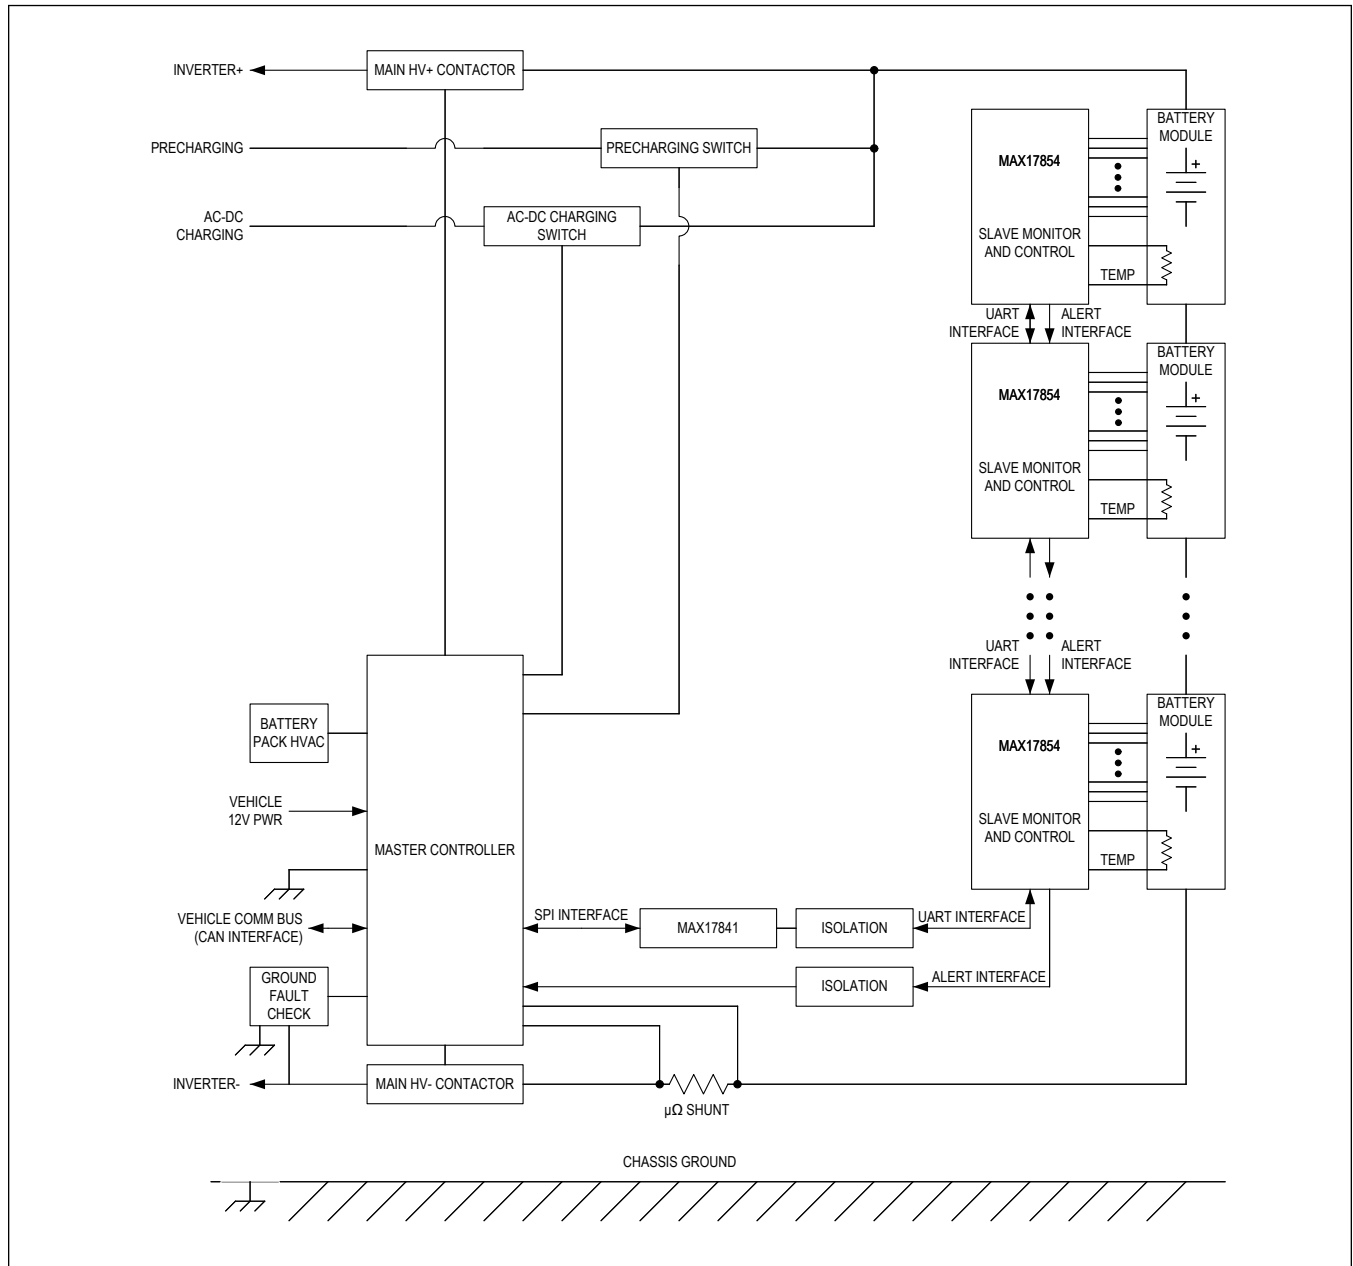 INVERTER+
MAIN HV+ CONTACTOR
PRECHARGING
PRECHARGING SWITCH
AC-DC
CHARGING
AC-DC CHARGING
SWITCH
MAX17854
SLAVE MONITOR
AND CONTROL
BATTERY
MODULE
+
TEMP
UART
INTERFACE
ALERT
INTERFACE
MAX17854
SLAVE MONITOR
AND CONTROL
BATTERY
MODULE
+
TEMP
UART
INTERFACE
ALERT
INTERFACE
MAX17854
SLAVE MONITOR
AND CONTROL
BATTERY
MODULE
+
TEMP
BATTERY
PACK HVAC
VEHICLE
12V PWR
MASTER CONTROLLER
VEHICLE COMM BUS
(CAN INTERFACE)
SPI INTERFACE
MAX17841
ISOLATION
UART INTERFACE
GROUND
FAULT
CHECK
ISOLATION
ALERT INTERFACE
INVERTER-
MAIN HV- CONTACTOR
μΩ SHUNT
CHASSIS GROUND